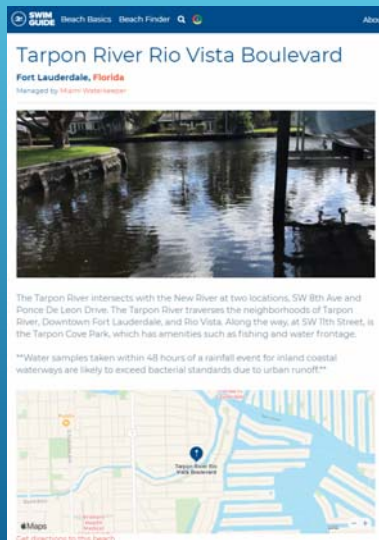 SWIM GUIDE
Beach Basics Beach Finder
Tarpon River Rio Vista Boulevard
Fort Lauderdale, Florida
Managed by Miami Waterkeeper
The Tarpon River intersects with the New River at two locations, SW 8th Ave and
Ponce De Leon Drive. The Tarpon River traverses the neighborhoods of Tarpon
River, Downtown Fort Lauderdale, and Rio Vista. Along the way, at SW 11th Street, is
the Tarpon Cove Park, which has amenities such as fishing and water frontage.
**Water samples taken within 48 hours of a rainfall event for inland coastal
waterways are likely to exceed bacterial standards due to urban runoff.**
Tarpon River Rio
Vista Boulevard
Maps
Get directions to this beach